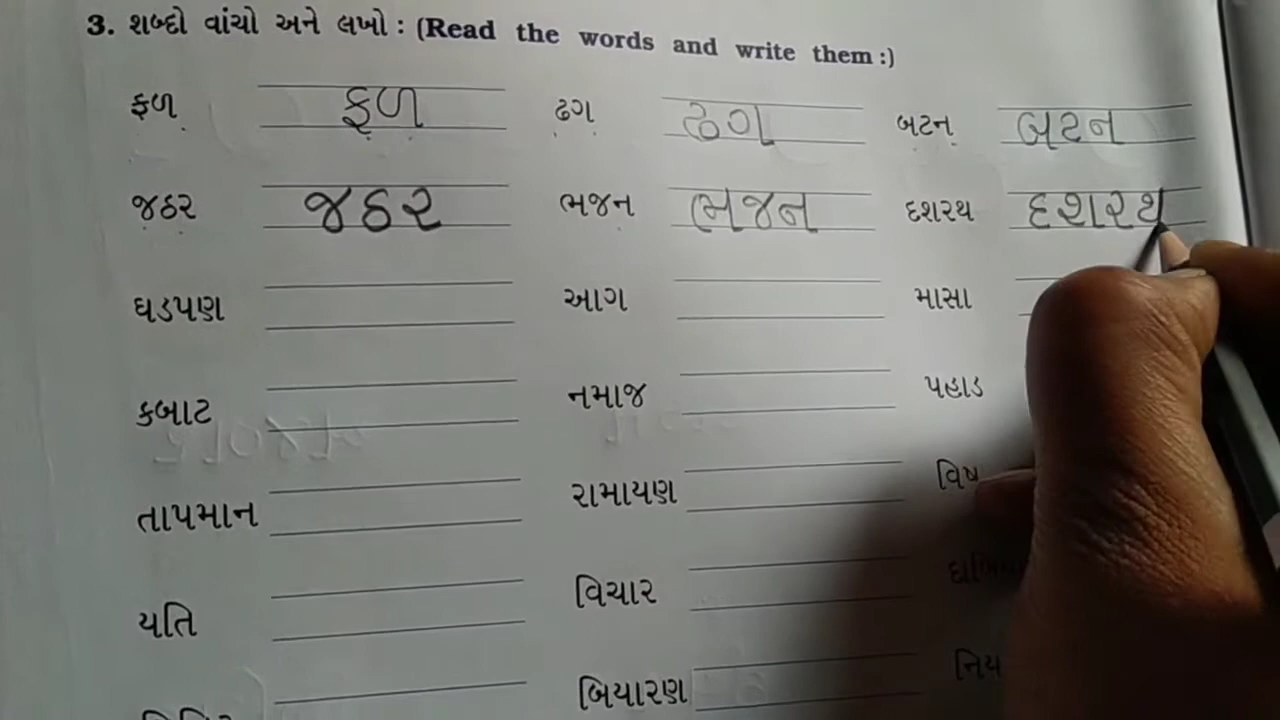 3. શબ્દો વાંચો અને લખો : (Read the words and write them :)
ફળ ફળ ઢગ ઢગ બટન બટન
જઠર જઠર ભજન ભજન દશરથ દશરથ
ઘડપણ આગ માસા
કબાટ નમાજ પહાડ
તાપમાન રામાયણ વિષ
યતિ વિચાર
બિયારણ